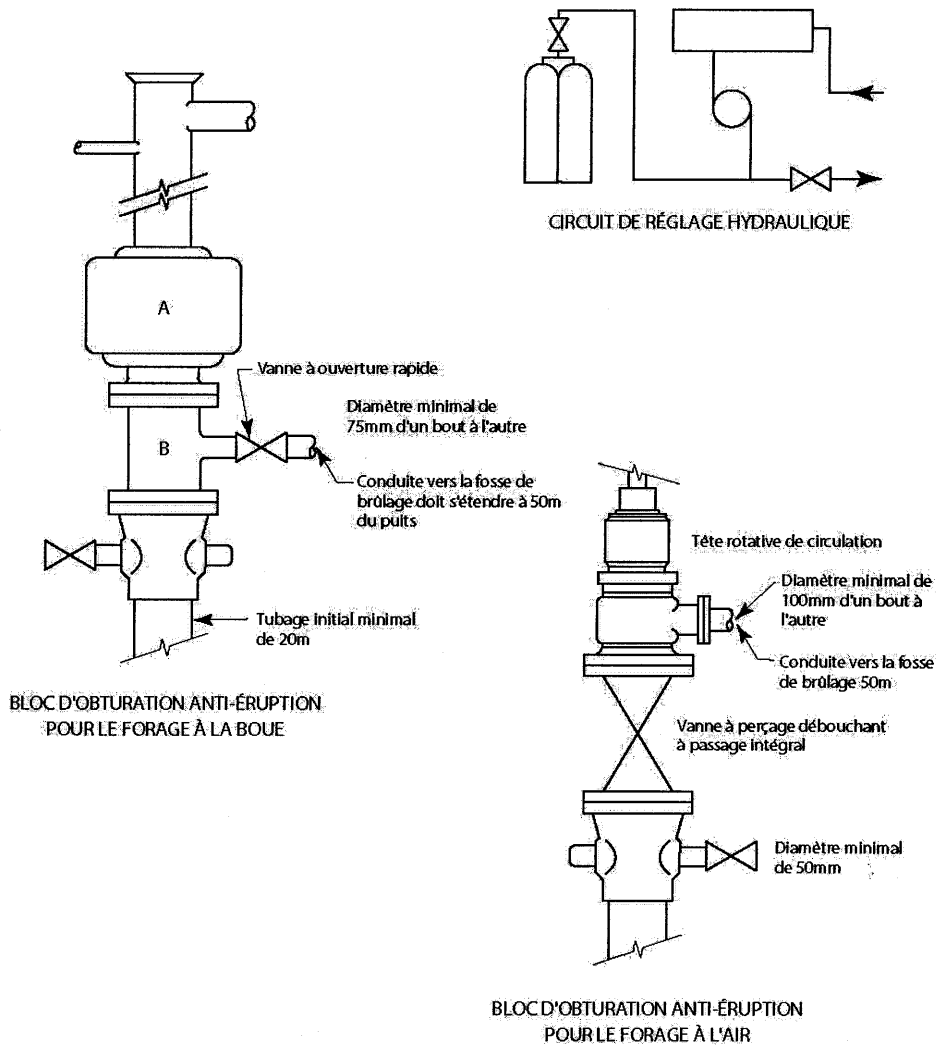 CIRCUIT DE RÉGLAGE HYDRAULIQUE
A
Vanne à ouverture rapide
Diamètre minimal de
75mm d'un bout à l'autre
B
Conduite vers la fosse de
brûlage doit s'étendre à 50m
du puits
Tubage initial minimal
de 20m
BLOC D'OBTURATION ANTI-ÉRUPTION
POUR LE FORAGE À LA BOUE
Tête rotative de circulation
Diamètre minimal de
100mm d'un bout à
l'autre
Conduite vers la fosse
de brûlage 50m
Vanne à perçage débouchant
à passage intégral
Diamètre minimal
de 50mm
BLOC D'OBTURATION ANTI-ÉRUPTION
POUR LE FORAGE À L'AIR